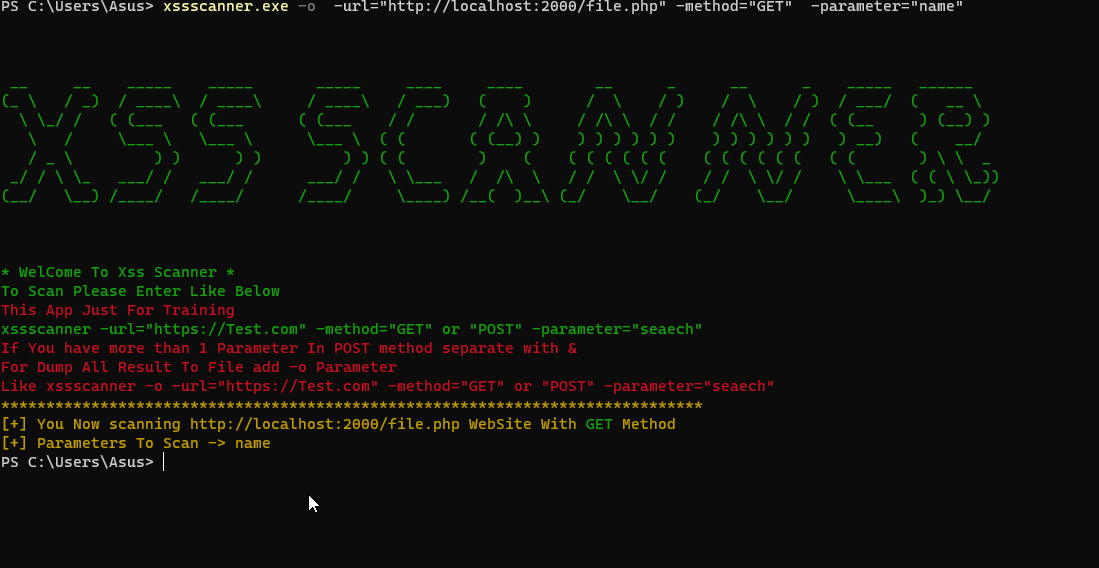 PS C:\Users\Asus> xssscanner.exe -o  -url="http://localhost:2000/file.php" -method="GET"  -parameter="name"
XSS SCANNER
* WelCome To Xss Scanner *
To Scan Please Enter Like Below
This App Just For Training
xssscanner -url="https://Test.com" -method="GET" or "POST" -parameter="seaech"
If You have more than 1 Parameter In POST method separate with &
For Dump All Result To File add -o Parameter
Like xssscanner -o -url="https://Test.com" -method="GET" or "POST" -parameter="seaech"
******************************************************************************
[+] You Now scanning http://localhost:2000/file.php WebSite With GET Method
[+] Parameters To Scan -> name
PS C:\Users\Asus>